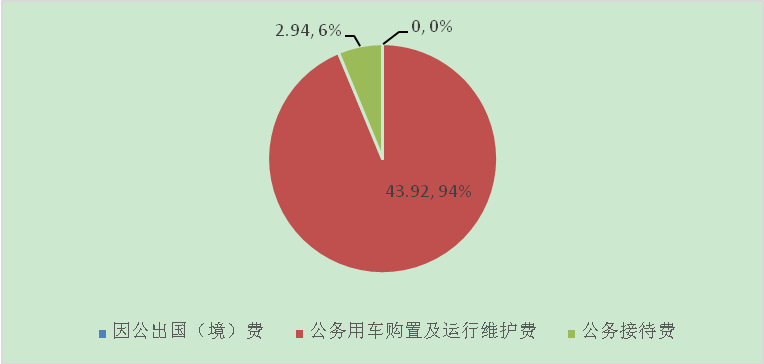 2.94, 6%
0, 0%
43.92, 94%
因公出国（境）费
公务用车购置及运行维护费
公务接待费